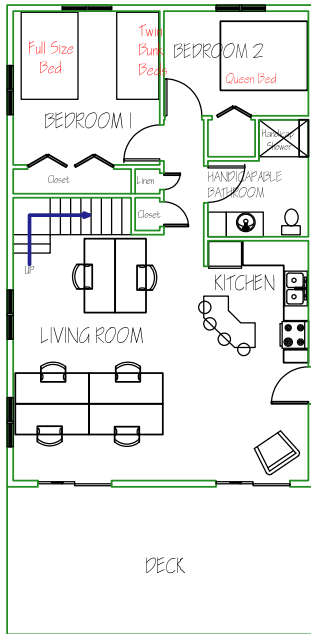 Full Size
Bed
Twin
Bunk
Beds
BEDROOM 2
Queen Bed
BEDROOM 1
Handicap
Shower
Closet
Linen
HANDICAPABLE
BATHROOM
Closet
UP
KITCHEN
LIVING ROOM
DECK